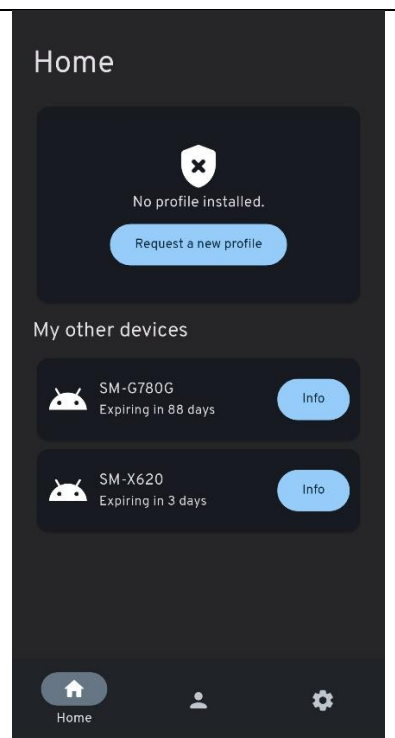 Home
No profile installed.
Request a new profile
My other devices
SM-G780G
Expiring in 88 days
Info
SM-X620
Expiring in 3 days
Info
Home